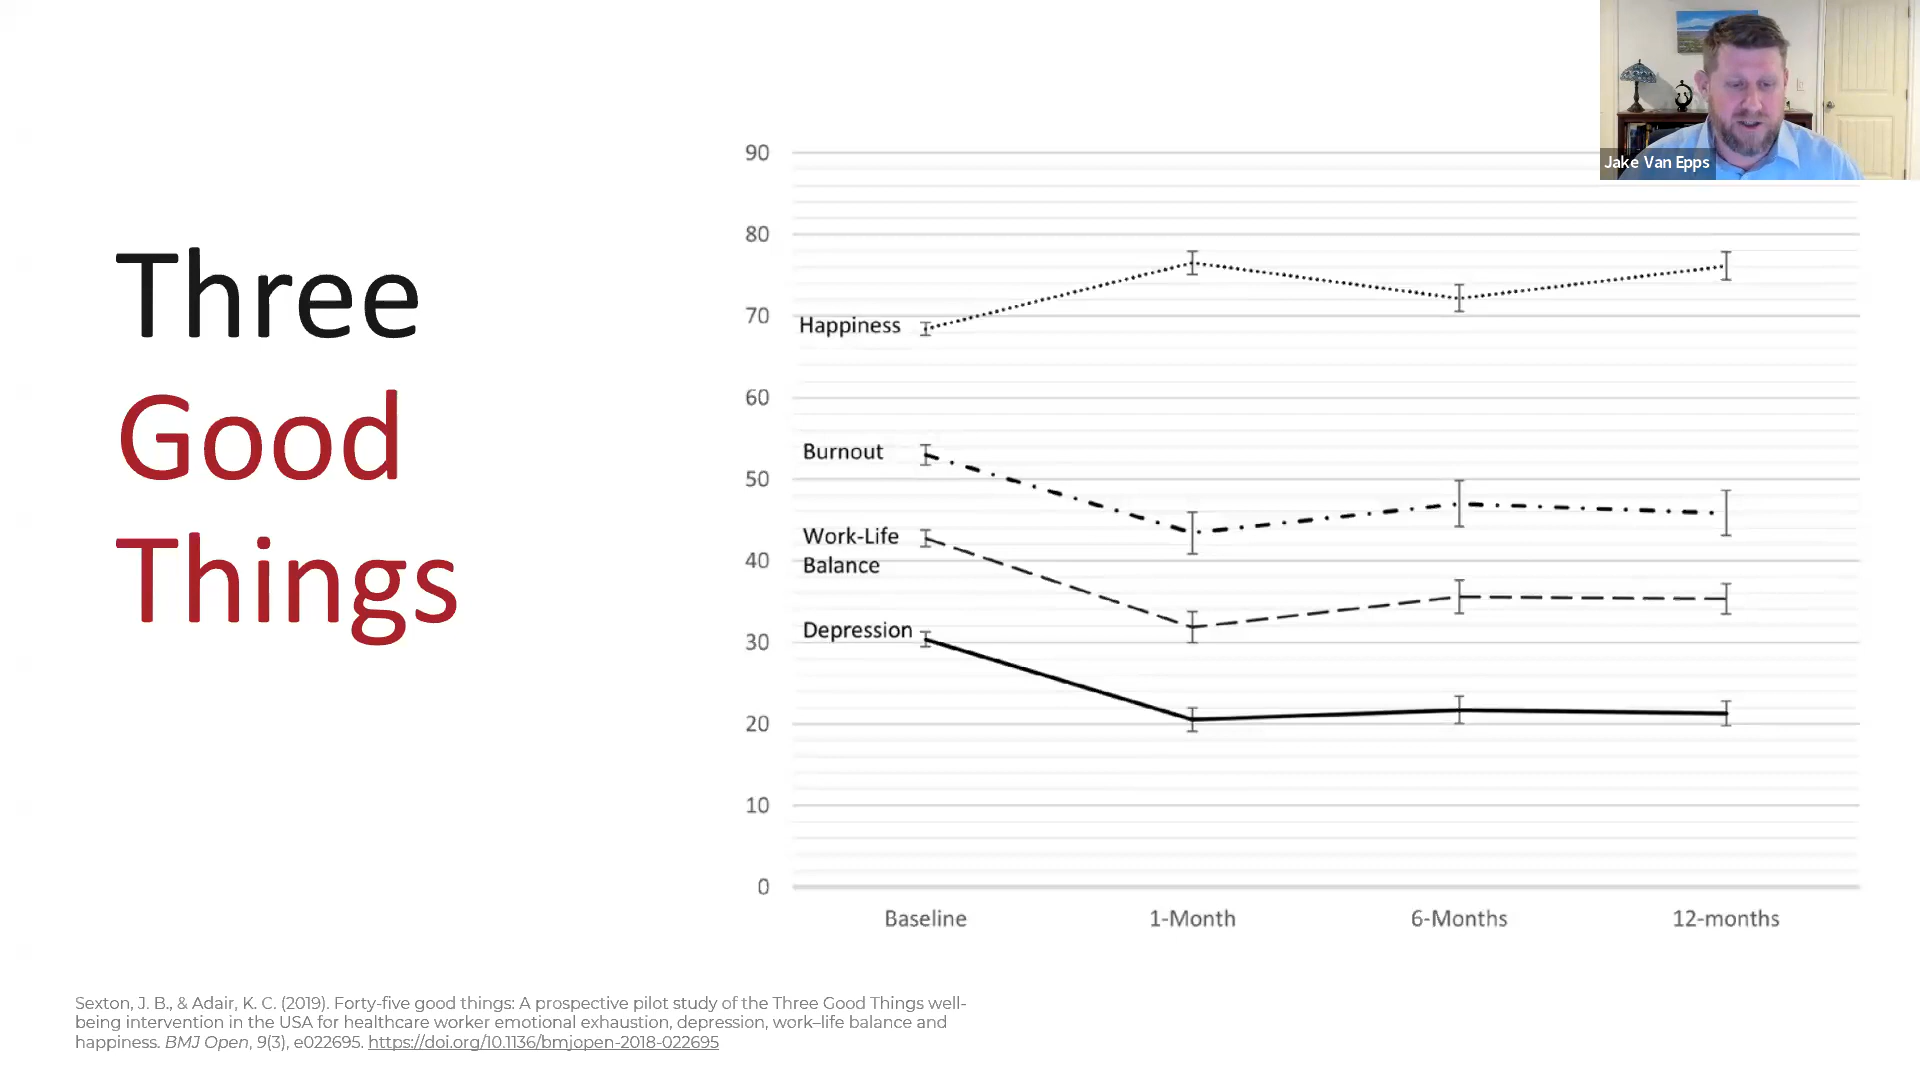 Three
Good
Things
Jake Van Epps
90
80
70
60
50
40
30
20
10
0
Happiness
Burnout
Work-Life
Balance
Depression
Baseline 1-Month 6-Months 12-months
Sexton, J. B., & Adair, K. C. (2019). Forty-five good things: A prospective pilot study of the Three Good Things well-
being intervention in the USA for healthcare worker emotional exhaustion, depression, work–life balance and
happiness. BMJ Open, 9(3), e022695. https://doi.org/10.1136/bmjopen-2018-022695